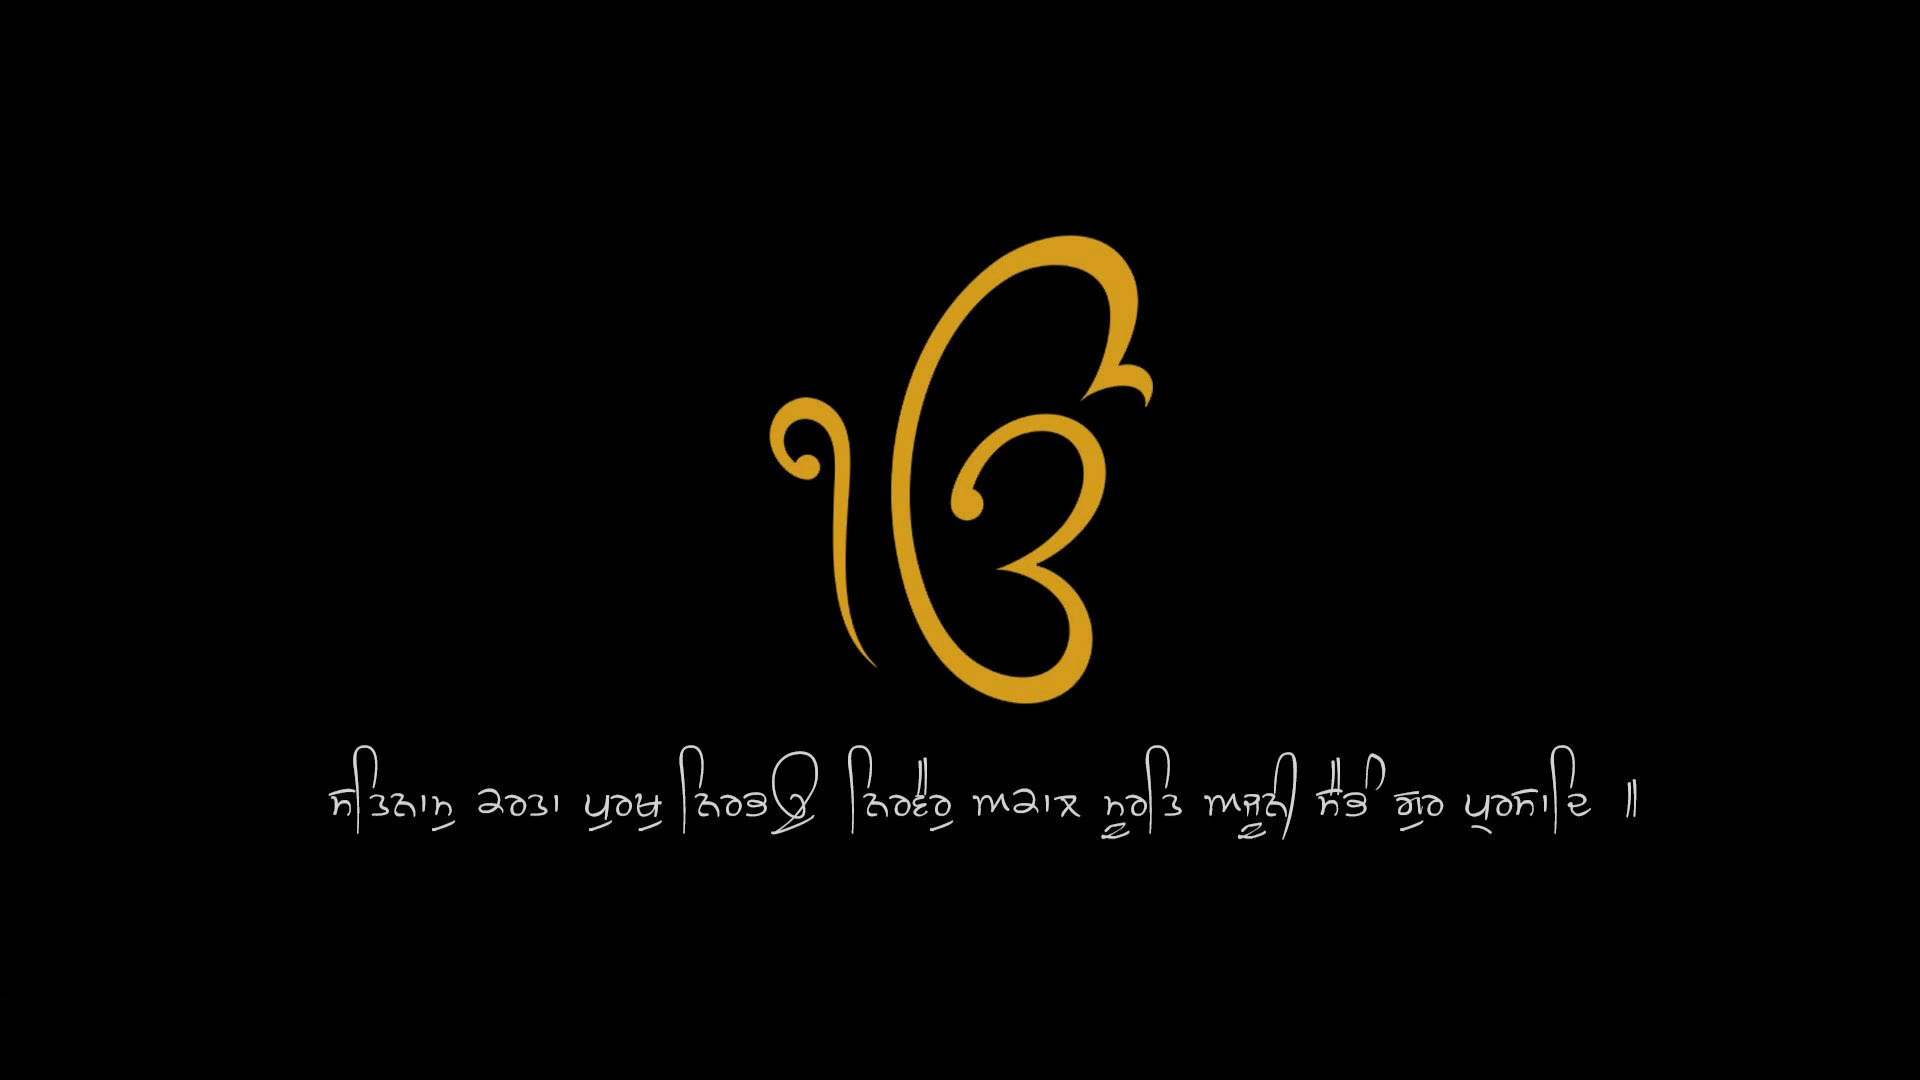 ੴ
ਸਤਿਨਾਮੁ ਕਰਤਾ ਪੁਰਖੁ ਨਿਰਭਉ ਨਿਰਵੈਰੁ ਅਕਾਲ ਮੂਰਤਿ ਅਜੂਨੀ ਸੈਭੰ ਗੁਰ ਪ੍ਰਸਾਦਿ ॥